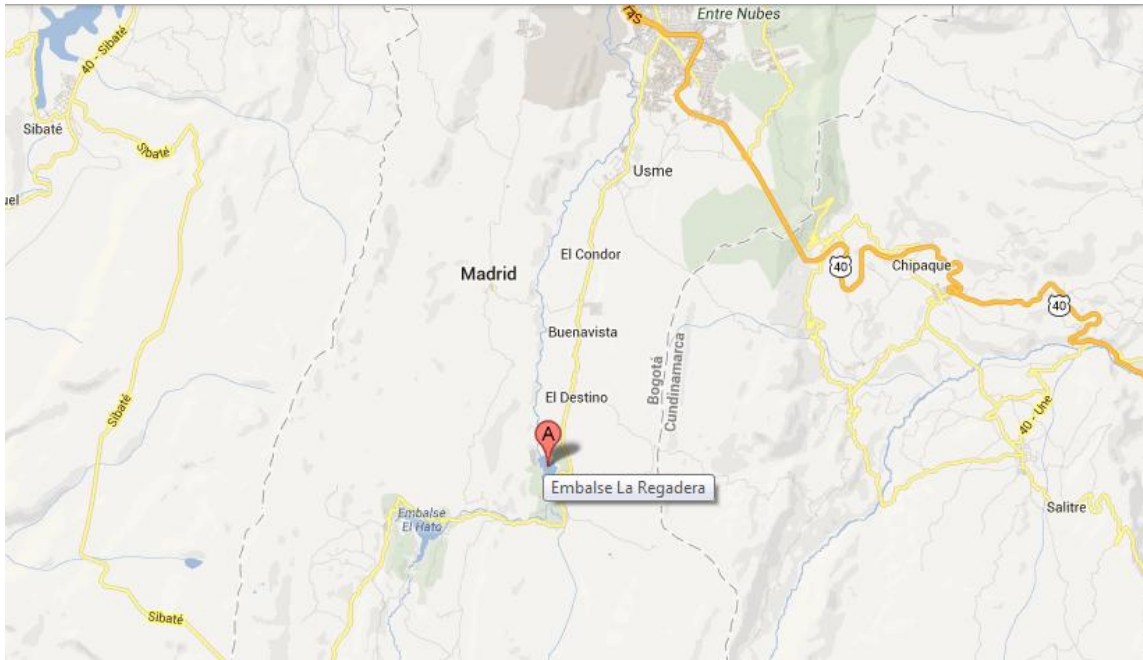 Entre Nubes
40 - Sibaté
Sibaté
Sibaté
Usme
uel
El Condor
40
Chipaque
Madrid
40
Buenavista
Bogotá
Cundinamarca
El Destino
Sibaté
A
40 - Une
Embalse La Regadera
Embalse
El Hato
Salitre
Sibaté